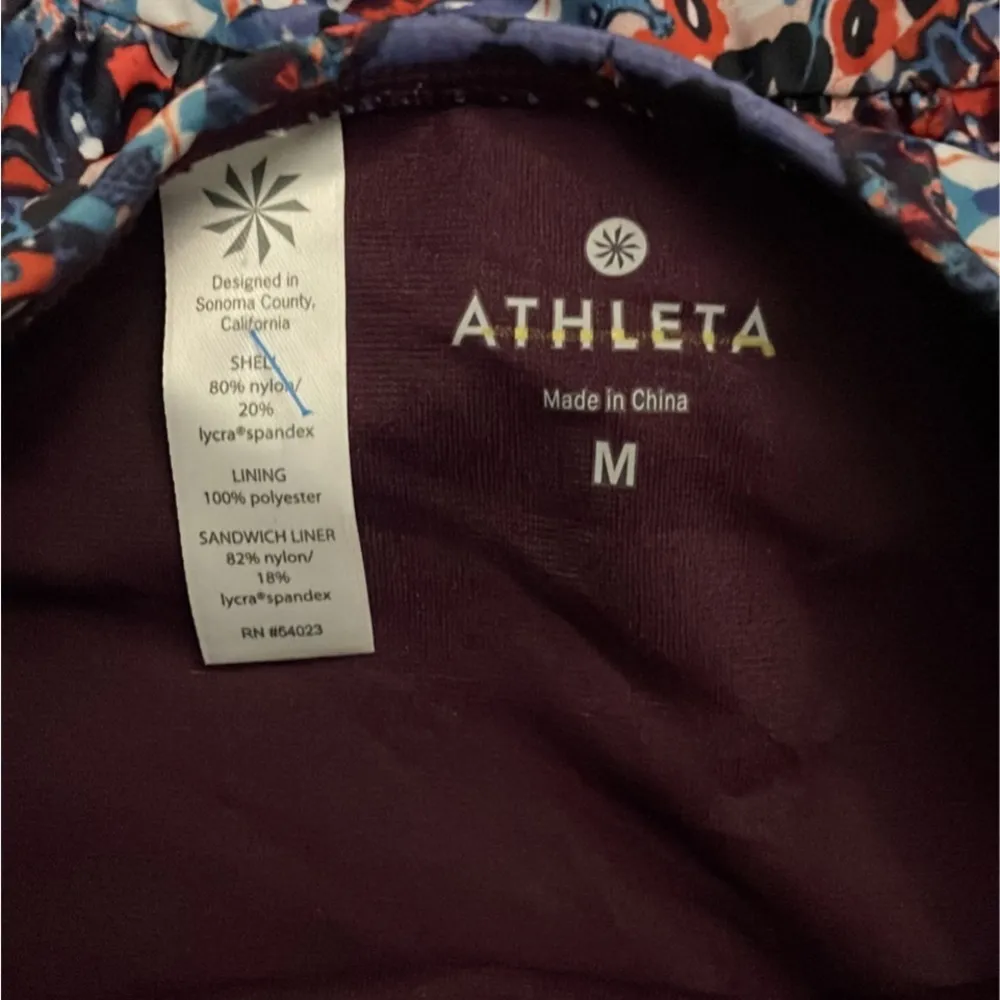 Designed in
Sonoma County,
California
SHELL
80% nylon/
20%
lycra®spandex
LINING
100% polyester
SANDWICH LINER
82% nylon/
18%
lycra®spandex
RN #54023
ATHLETA
Made in China
M